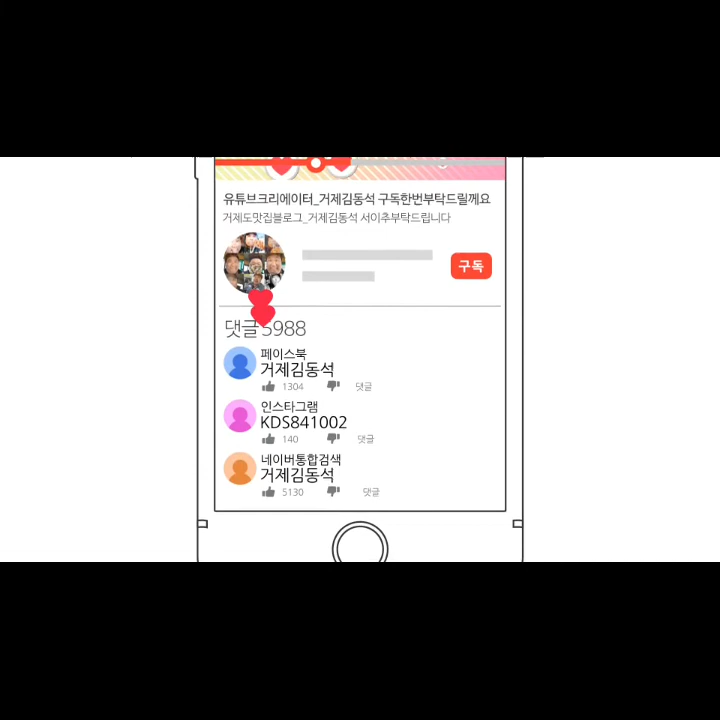 유튜브크리에이터_거제김동석 구독한번부탁드릴께요
거제도맛집블로그_거제김동석 서이추부탁드립니다
구독
댓글 5988
페이스북
거제김동석
1304 댓글
인스타그램
KDS841002
140 댓글
네이버통합검색
거제김동석
5130 댓글